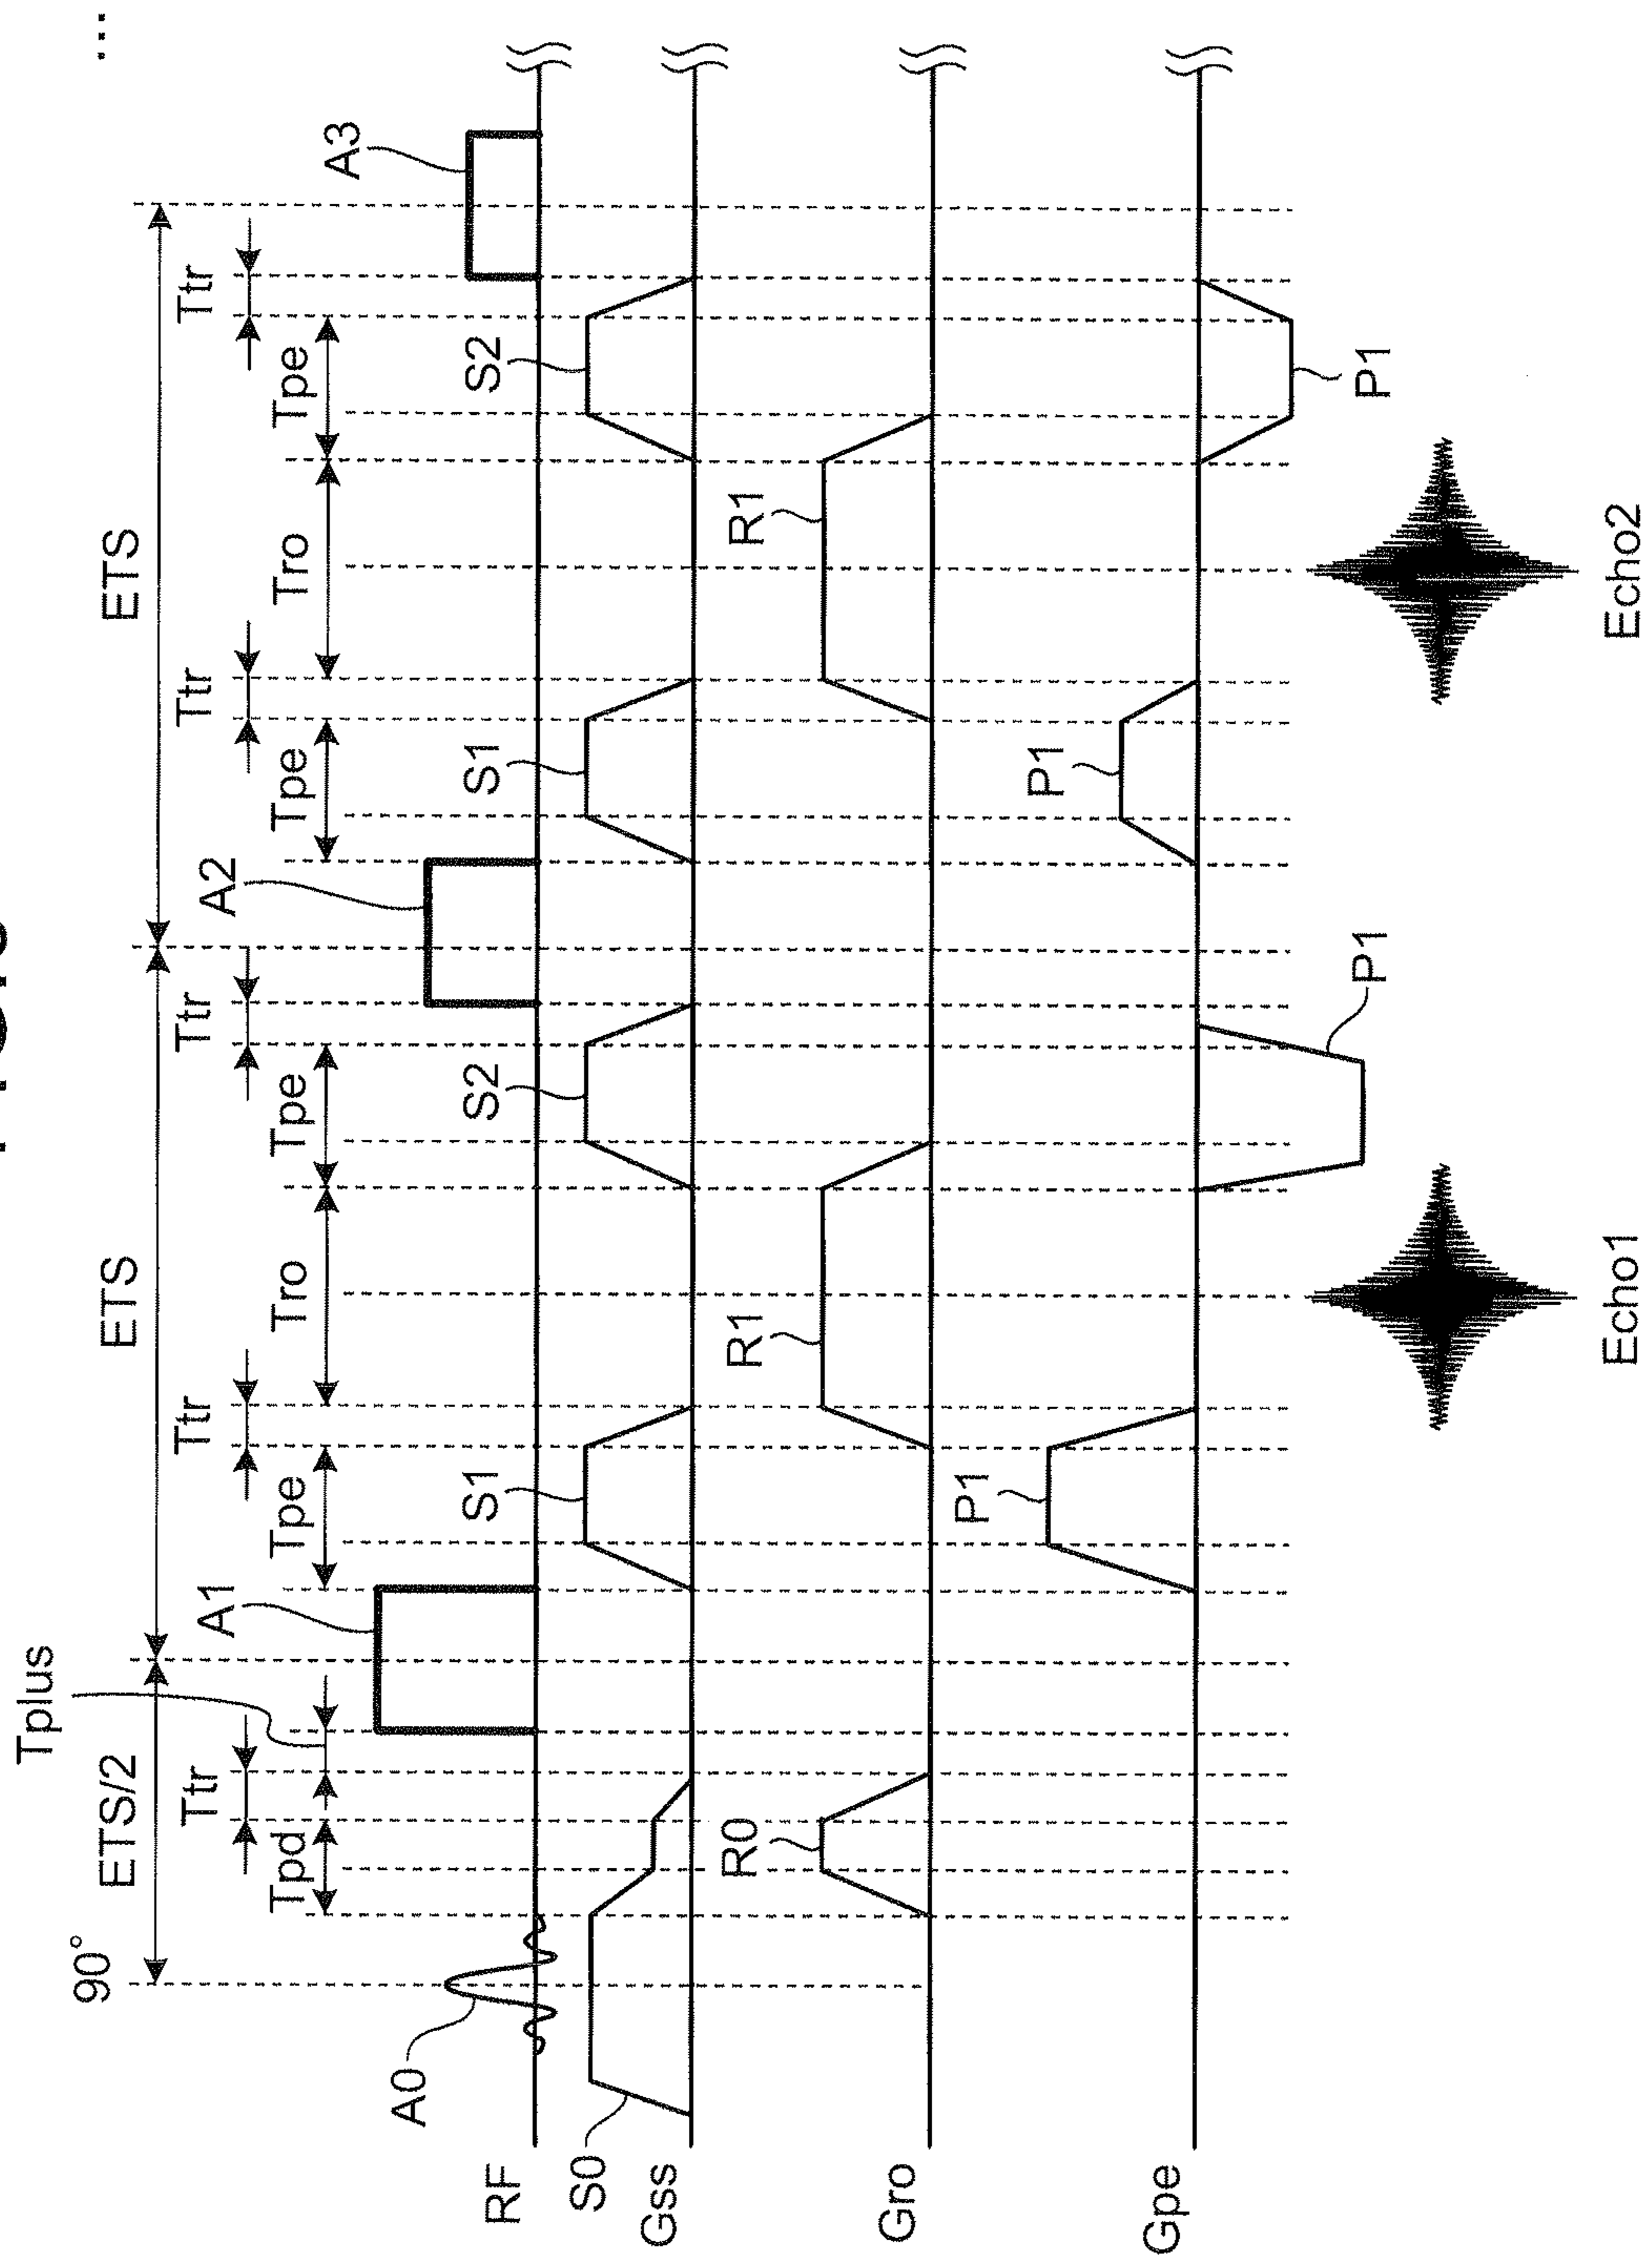 ...
ETS/2 ETS ETS
90° Tplus
Ttr Ttr Ttr Ttr Ttr
Tpd Tpe Tro Tpe Tpe Tro Tpe
A0 A1 A2 A3
RF
S0 S1 S2 S1 S2
Gss
R0 R1 R1
Gro
P1 P1 P1 P1
Gpe
Echo1 Echo2